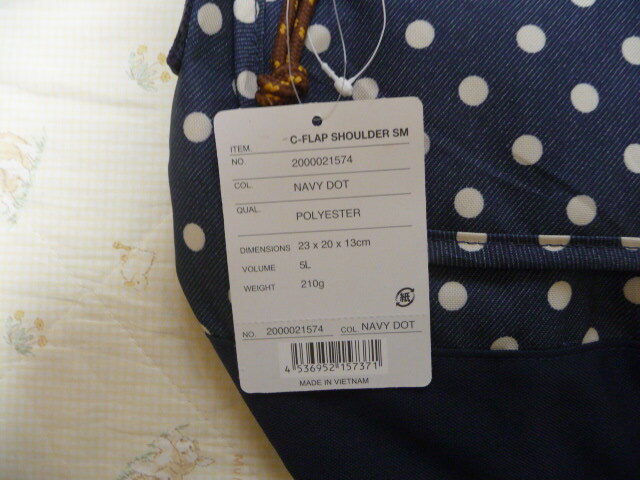 ITEM. C-FLAP SHOULDER SM
NO 2000021574
COL. NAVY DOT
QUAL. POLYESTER
DIMENSIONS 23 x 20 x 13cm
VOLUME 5L
WEIGHT 210g
紙
NO. 2000021574 COL NAVY DOT
4 536952 157371
MADE IN VIETNAM